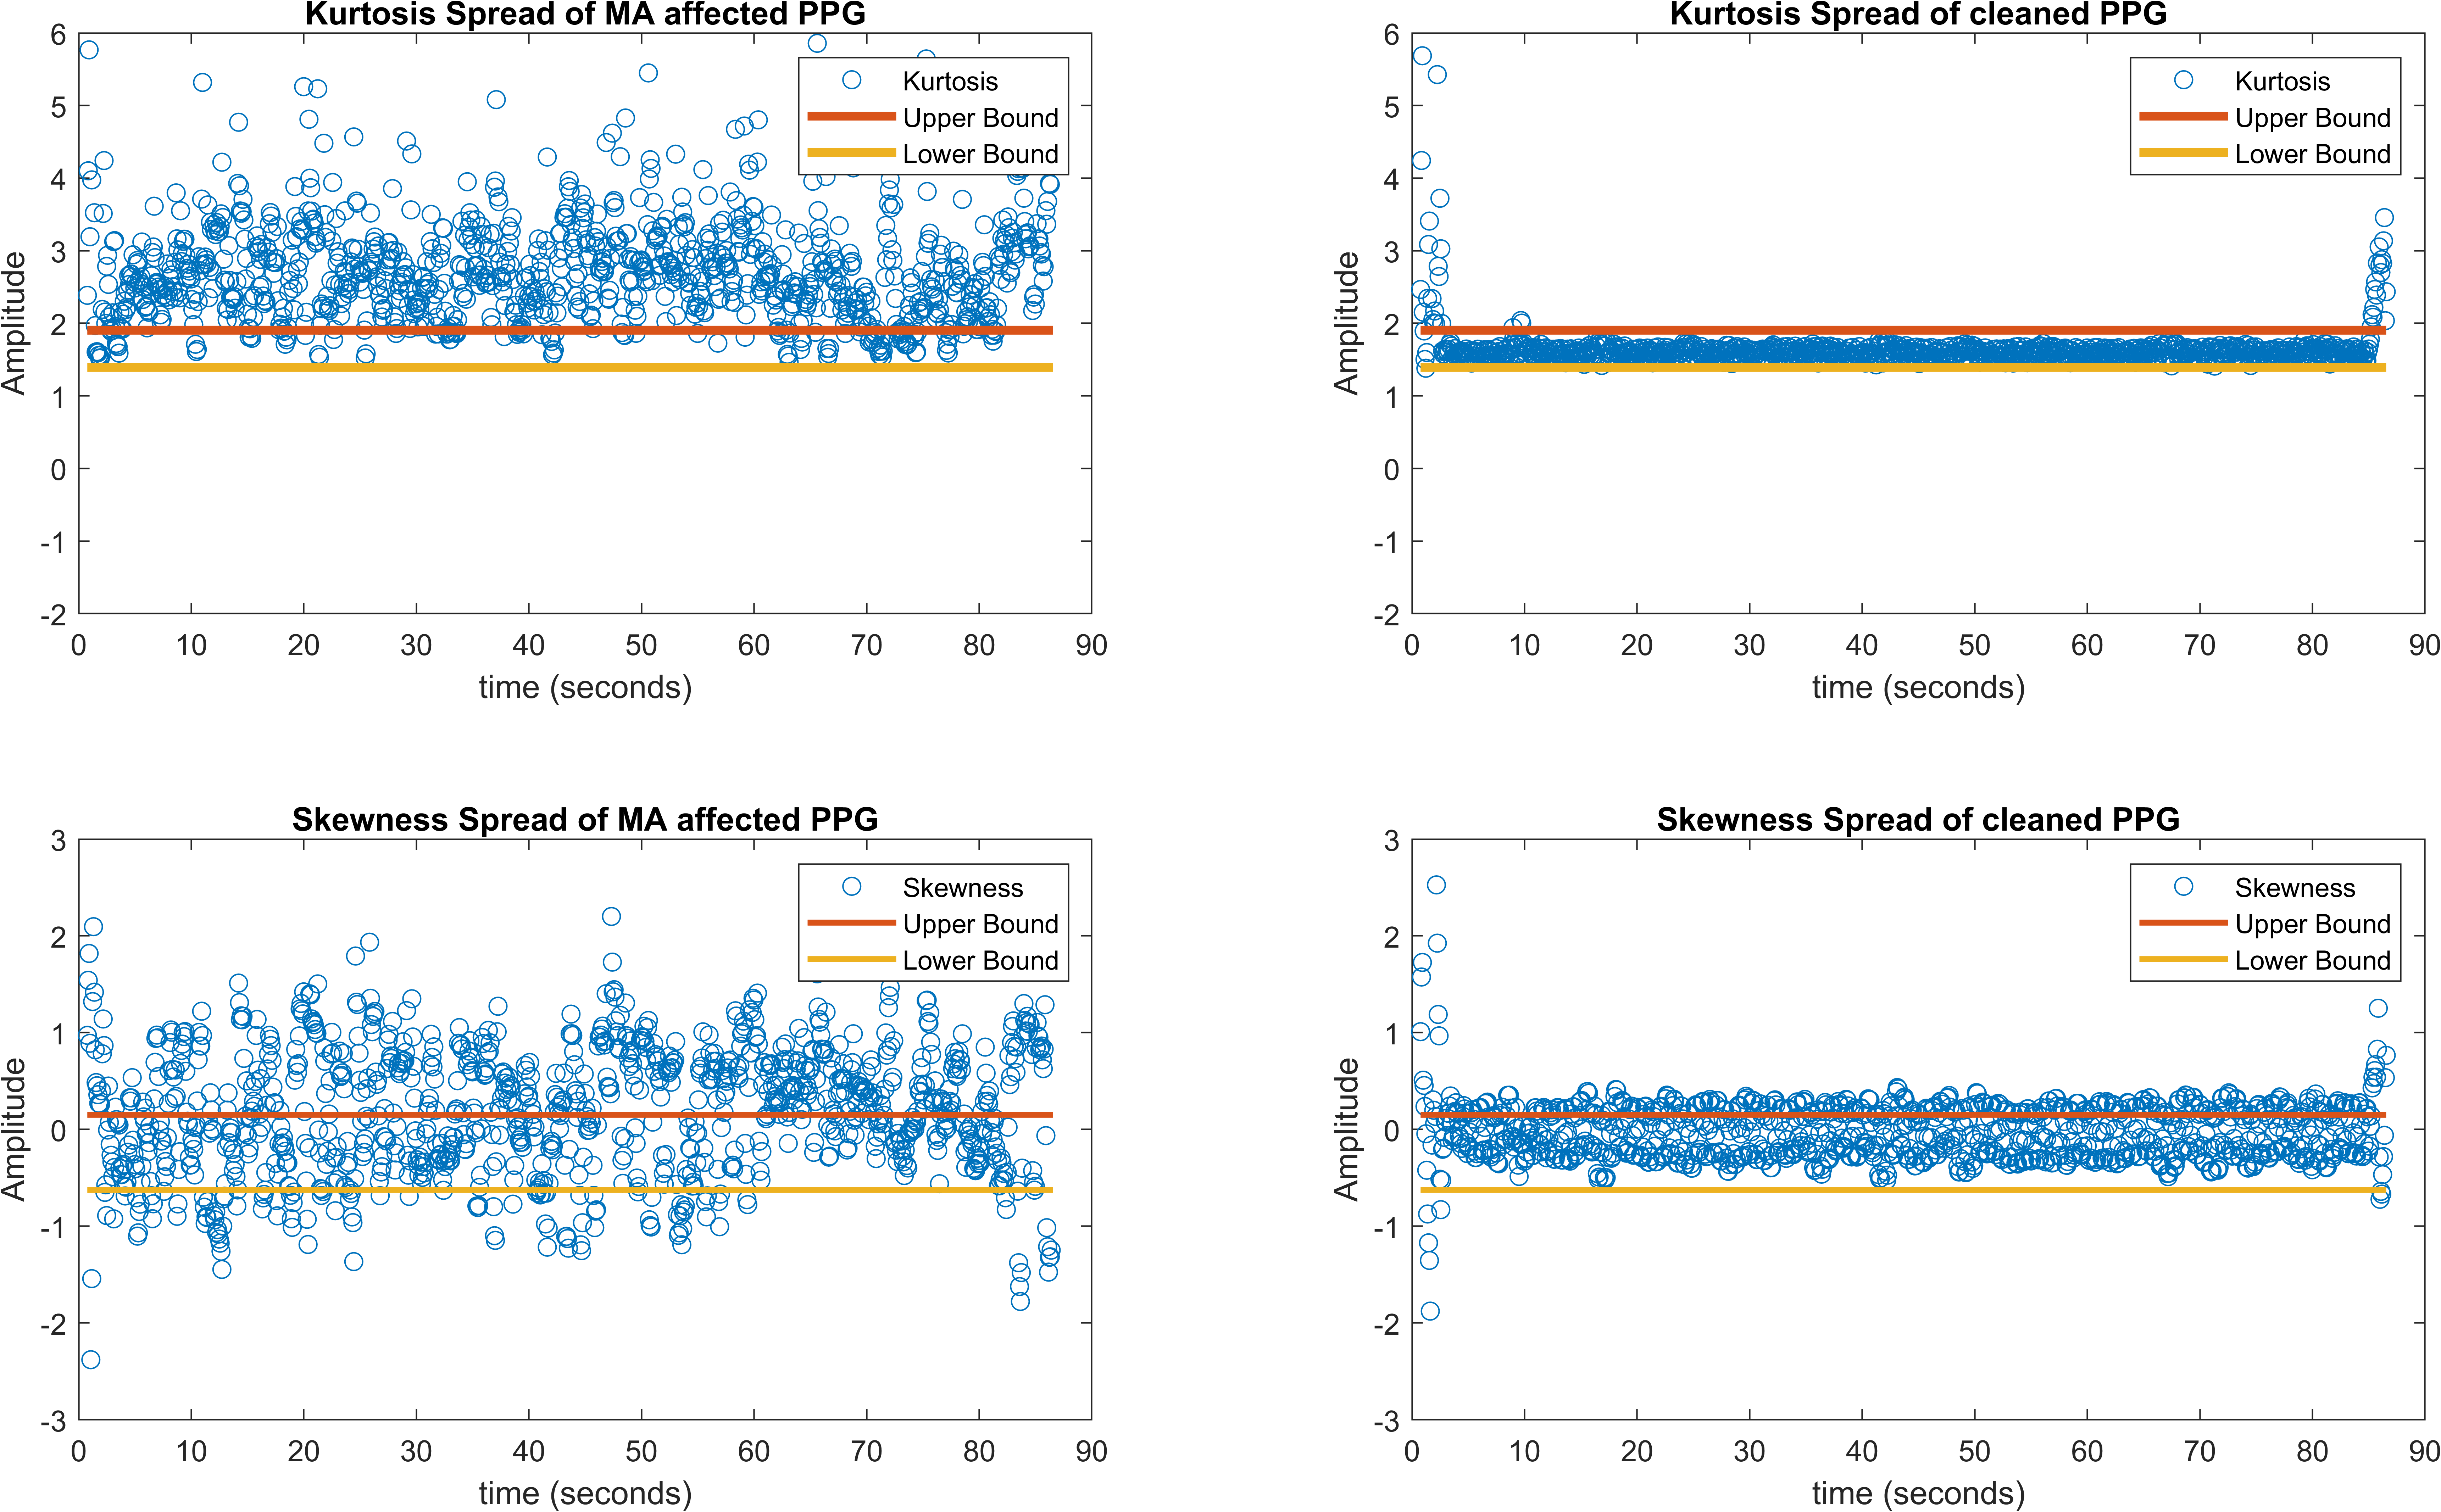 Kurtosis Spread of MA affected PPG
6
5
4
3
2
1
0
-1
-2
Amplitude
Kurtosis
Upper Bound
Lower Bound
0 10 20 30 40 50 60 70 80 90
time (seconds)
Kurtosis Spread of cleaned PPG
6
5
4
3
2
1
0
-1
-2
Amplitude
Kurtosis
Upper Bound
Lower Bound
0 10 20 30 40 50 60 70 80 90
time (seconds)
Skewness Spread of MA affected PPG
3
2
1
0
-1
-2
-3
Amplitude
Skewness
Upper Bound
Lower Bound
0 10 20 30 40 50 60 70 80 90
time (seconds)
Skewness Spread of cleaned PPG
3
2
1
0
-1
-2
-3
Amplitude
Skewness
Upper Bound
Lower Bound
0 10 20 30 40 50 60 70 80 90
time (seconds)